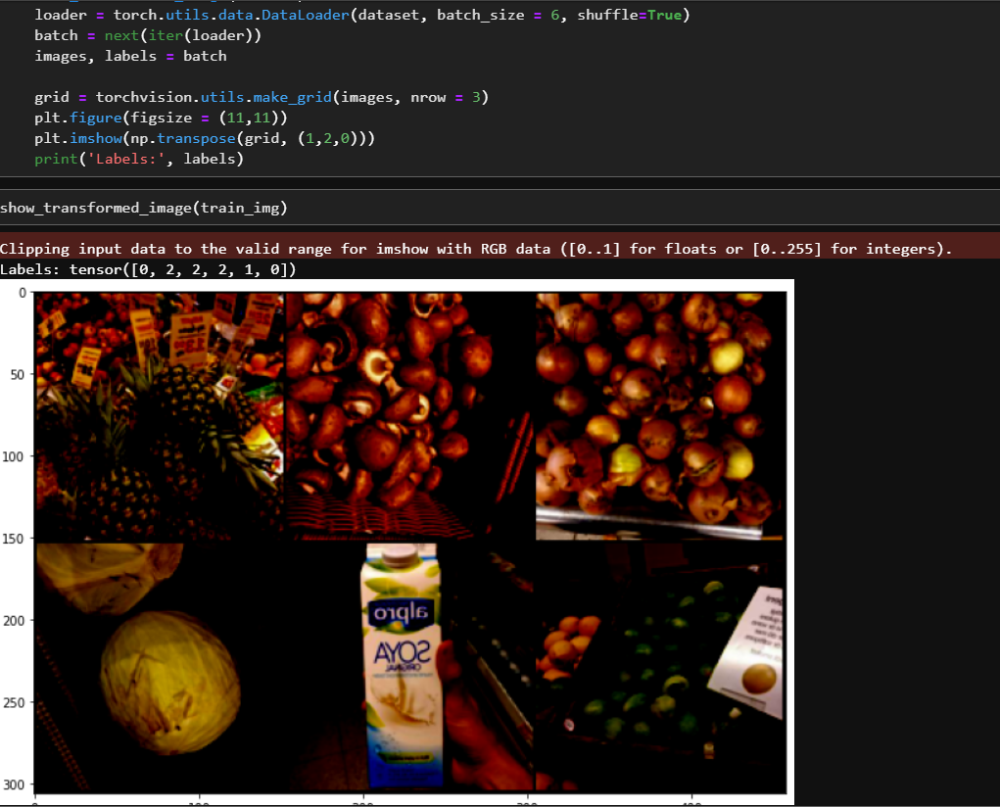 loader = torch.utils.data.DataLoader(dataset, batch_size = 6, shuffle=True)
batch = next(iter(loader))
images, labels = batch
grid = torchvision.utils.make_grid(images, nrow = 3)
plt.figure(figsize = (11,11))
plt.imshow(np.transpose(grid, (1,2,0)))
print('Labels:', labels)
show_transformed_image(train_img)
Clipping input data to the valid range for imshow with RGB data ([0..1] for floats or [0..255] for integers).
Labels: tensor([0, 2, 2, 2, 1, 0])
0
50
100
150
200
alpro
SOYA
ORIGINAL
250
300